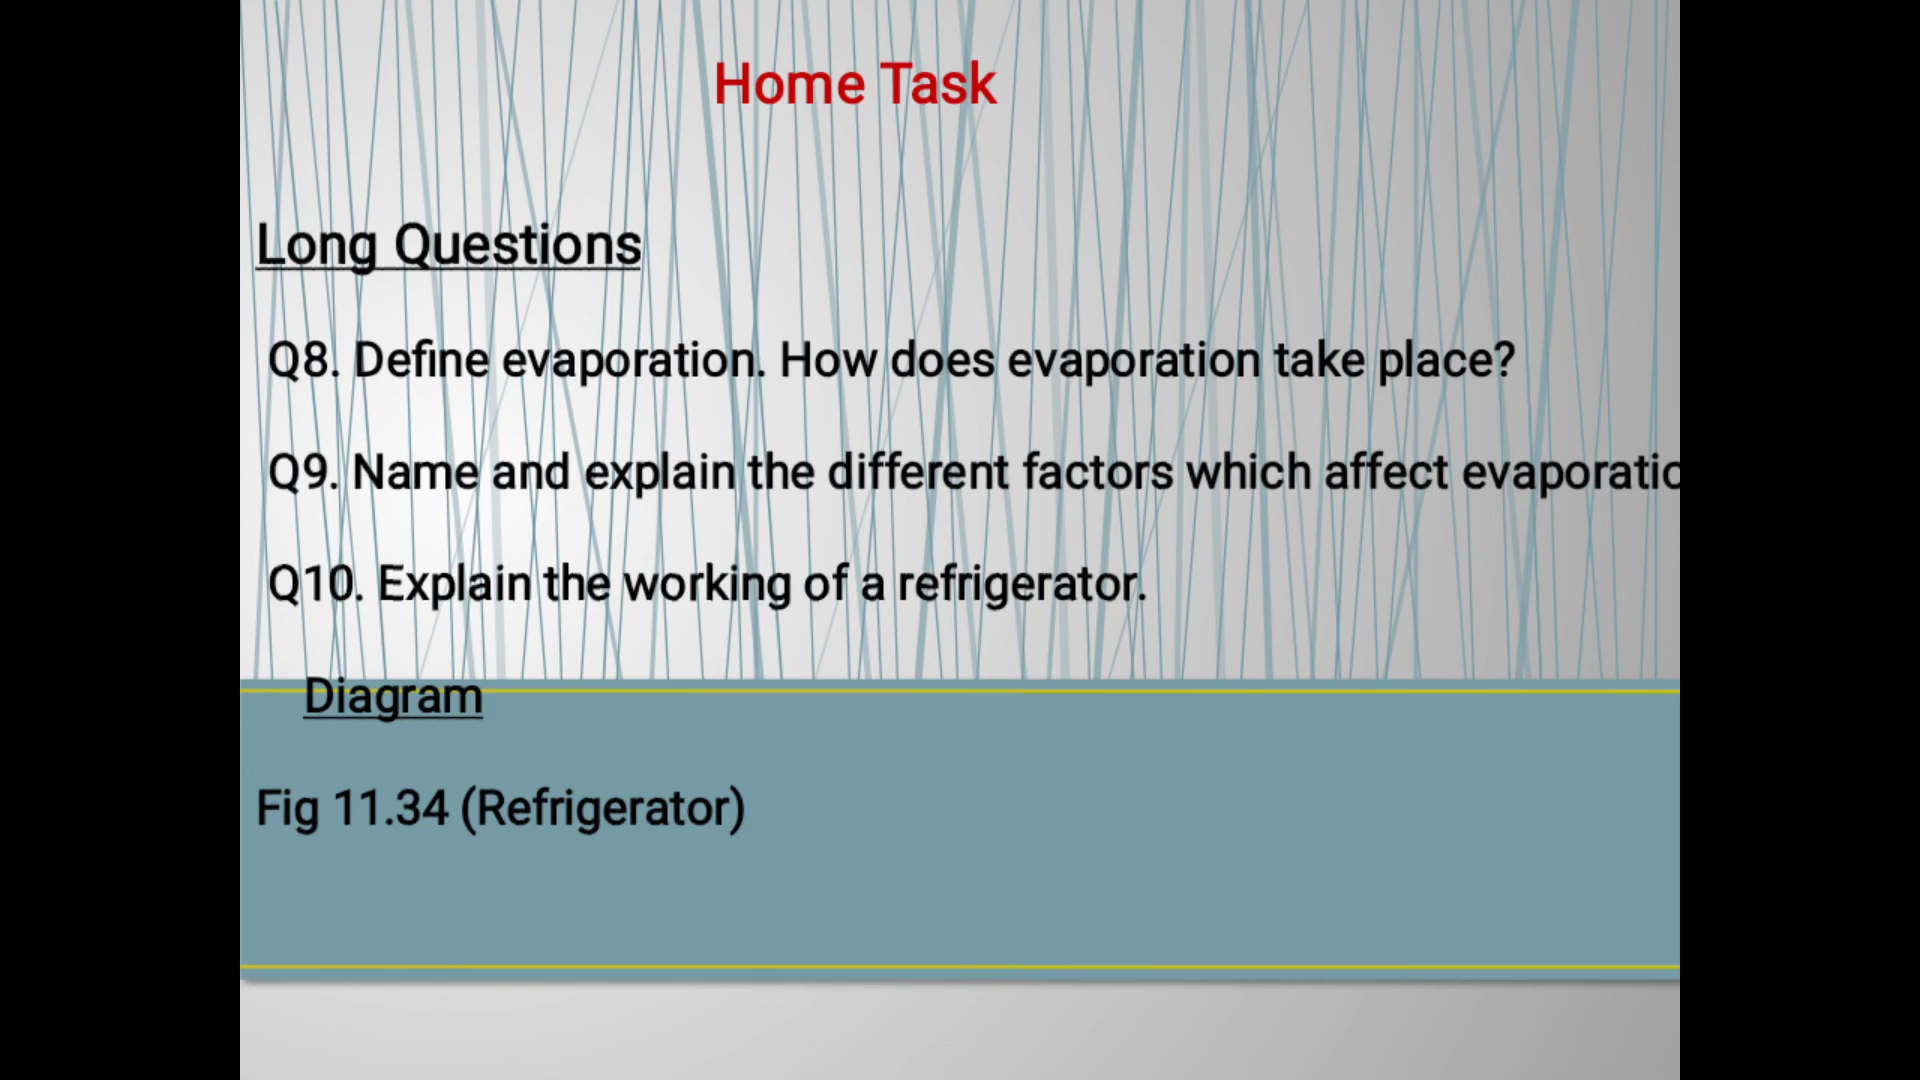 Home Task
Long Questions
Q8. Define evaporation. How does evaporation take place?
Q9. Name and explain the different factors which affect
Q10. Explain the working of a refrigerator.
Diagram
Fig 11.34 (Refrigerator)